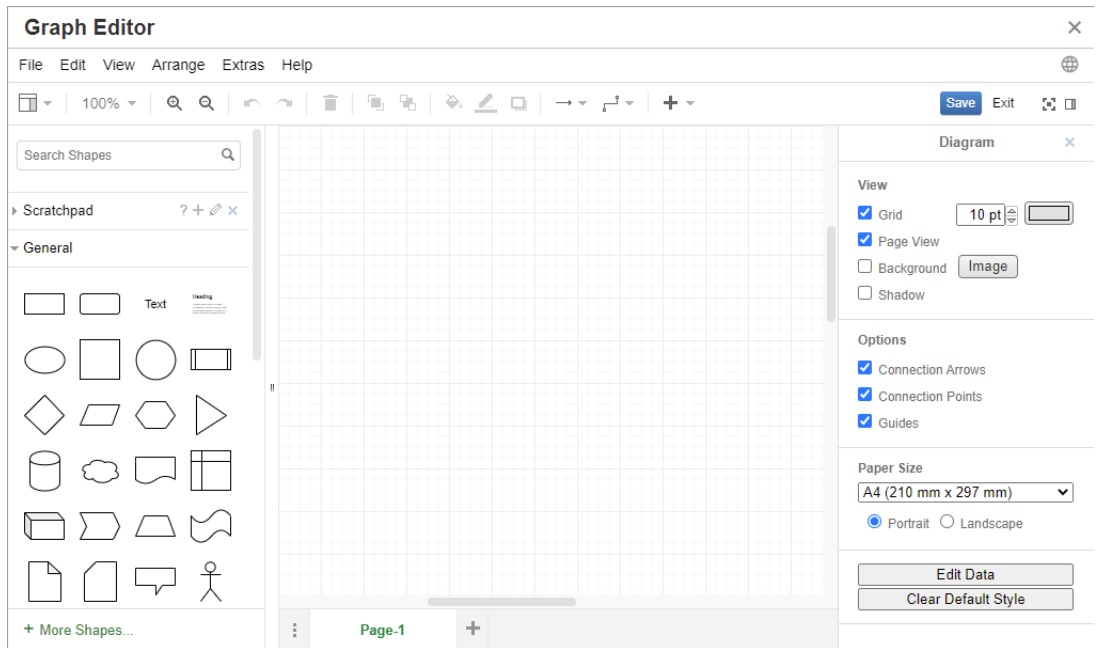 Graph Editor
File Edit View Arrange Extras Help
100% Save Exit
Search Shapes
Scratchpad ?
General
Text Heading
+ More Shapes...
Page-1
Diagram
View
Grid 10 pt
Page View
Background Image
Shadow
Options
Connection Arrows
Connection Points
Guides
Paper Size
A4 (210 mm x 297 mm)
Portrait Landscape
Edit Data
Clear Default Style